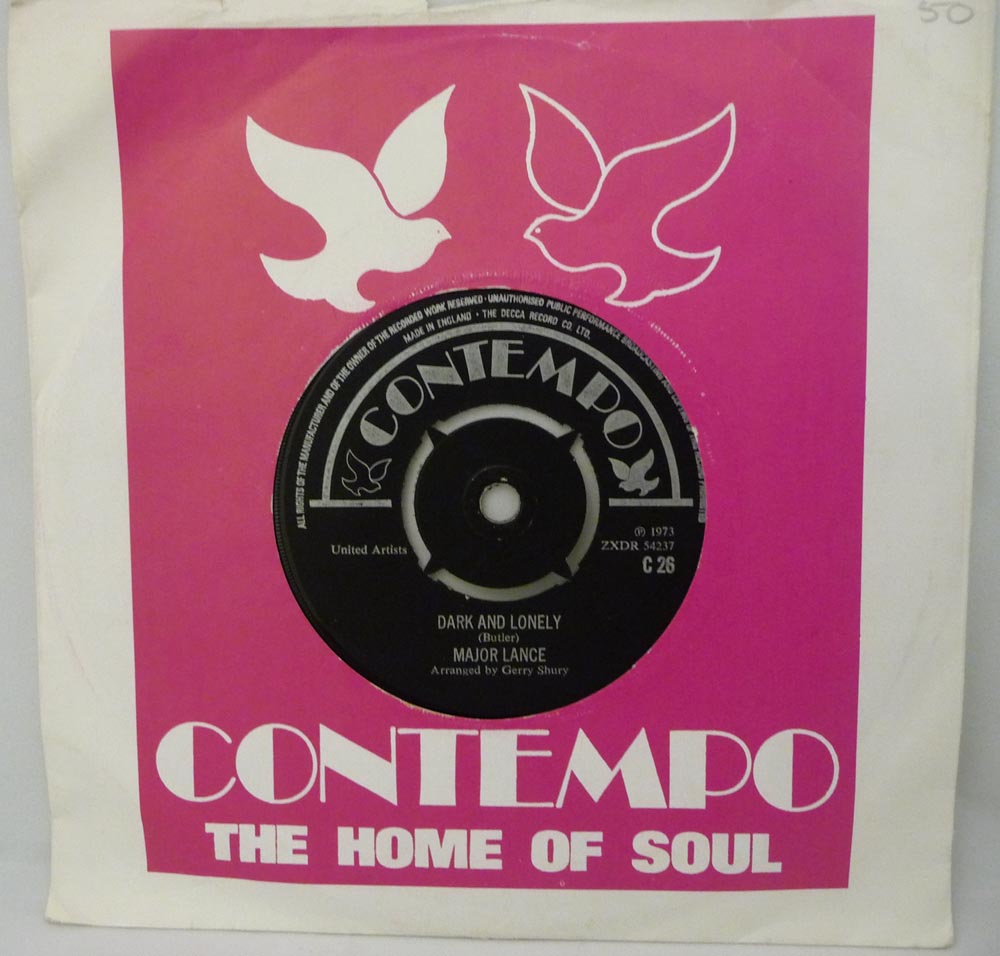 50
ALL RIGHTS OF THE MANUFACTURER AND OF THE OWNER OF THE RECORDED WORK RESERVED · UNAUTHORISED PUBLIC PERFORMANCE BROADCASTING AND
MADE IN ENGLAND · THE DECCA RECORD CO. LTD.
CONTEMPO
℗ 1973
United Artists
ZXDR 54237
C 26
DARK AND LONELY
(Butler)
MAJOR LANCE
Arranged by Gerry Shury
CONTEMPO
THE HOME OF SOUL